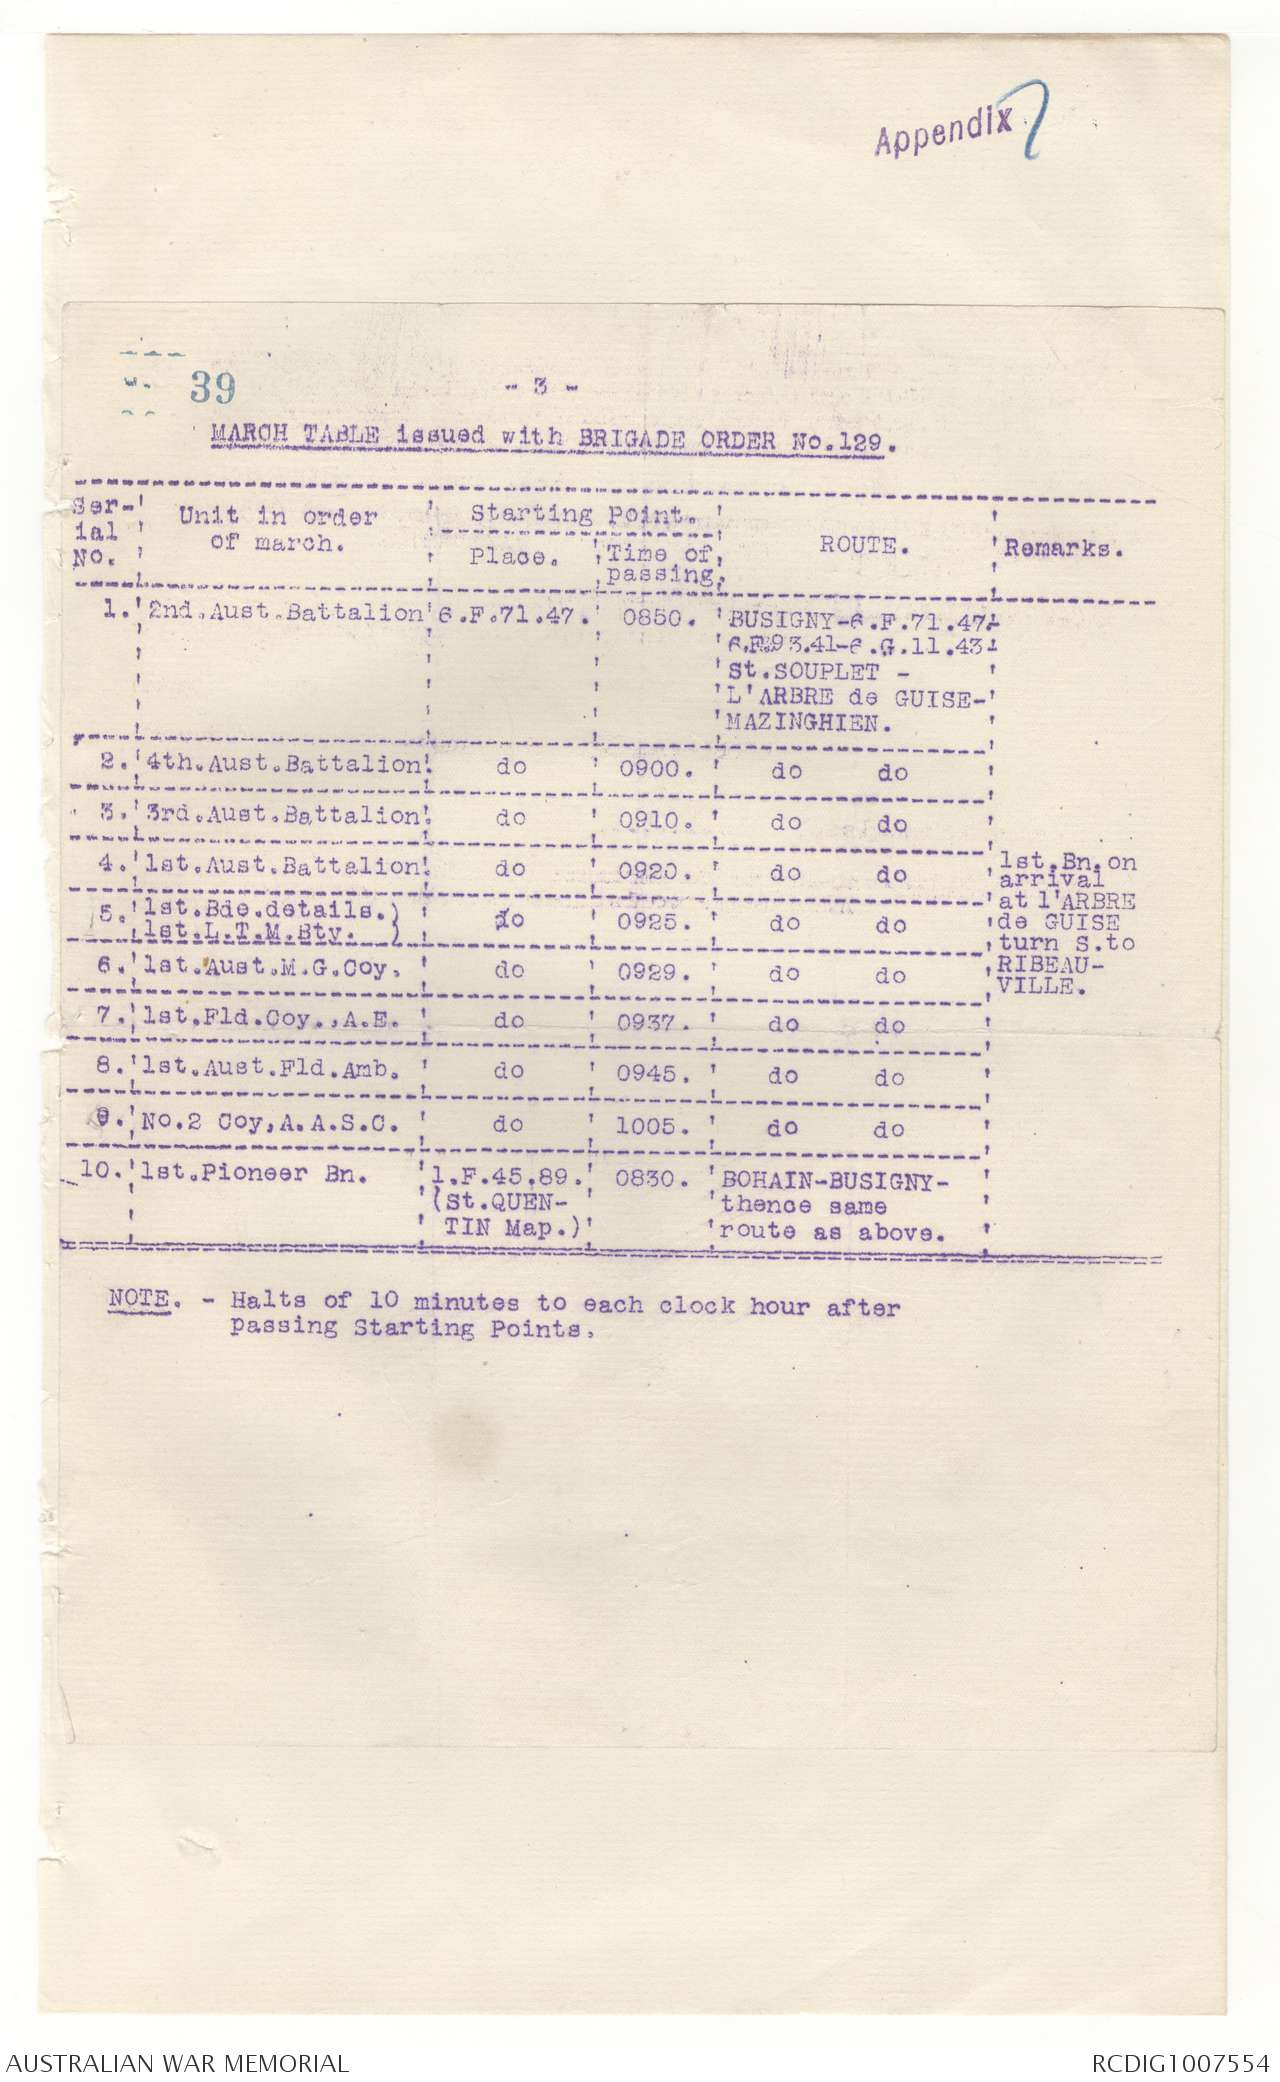 Appendix 7
39
- 3 -
MARCH TABLE issued with BRIGADE ORDER No.129.
Ser- Unit in order Starting Point. ROUTE. Remarks.
ial of march. Place. Time of
No. passing.
1. 2nd.Aust.Battalion 6.F.71.47. 0850. BUSIGNY-6.F.71.47-
6.F.93.41-6.G.11.43-
St.SOUPLET -
L'ARBRE de GUISE-
MAZINGHIEN.
2. 4th.Aust.Battalion. do 0900. do do
3. 3rd.Aust.Battalion. do 0910. do do
4. 1st.Aust.Battalion. do 0920. do do
5. 1st.Bde.details.) do 0925. do do
1st.L.T.M.Bty. )
6. 1st.Aust.M.G.Coy. do 0929. do do
7. 1st.Fld.Coy.,A.E. do 0937. do do
8. 1st.Aust.Fld.Amb. do 0945. do do
9. No.2 Coy,A.A.S.C. do 1005. do do
1st.Bn.on
arrival
at l'ARBRE
de GUISE
turn S.to
RIBEAU-
VILLE.
10. 1st.Pioneer Bn. 1.F.45.89. 0830. BOHAIN-BUSIGNY-
(St.QUEN- thence same
TIN Map.) route as above.
NOTE. - Halts of 10 minutes to each clock hour after
passing Starting Points.
AUSTRALIAN WAR MEMORIAL
RCDIG1007554